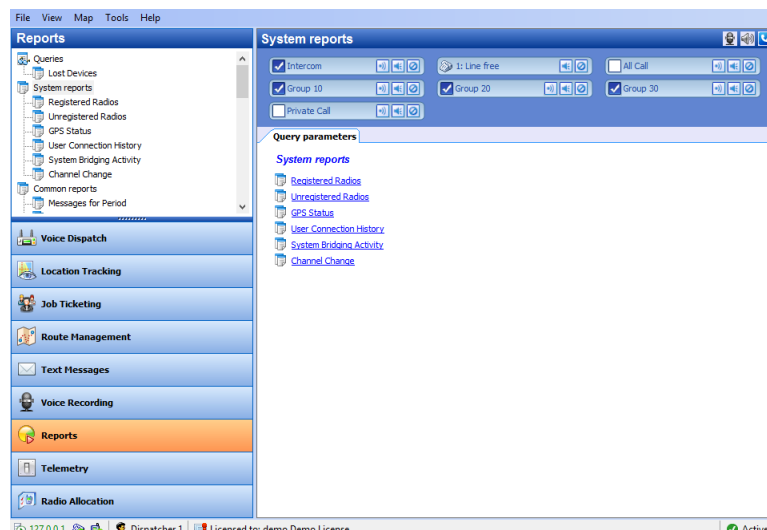 File View Map Tools Help
Reports
Queries
Lost Devices
System reports
Registered Radios
Unregistered Radios
GPS Status
User Connection History
System Bridging Activity
Channel Change
Common reports
Messages for Period
Voice Dispatch
Location Tracking
Job Ticketing
Route Management
Text Messages
Voice Recording
Reports
Telemetry
Radio Allocation
System reports
Intercom
1: Line free
All Call
Group 10
Group 20
Group 30
Private Call
Query parameters
System reports
Registered Radios
Unregistered Radios
GPS Status
User Connection History
System Bridging Activity
Channel Change
127.0.0.1 Dispatcher 1 Licensed to: demo Demo License Active